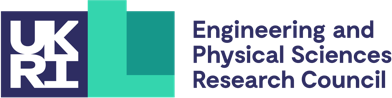 UK
RI
Engineering and
Physical Sciences
Research Council